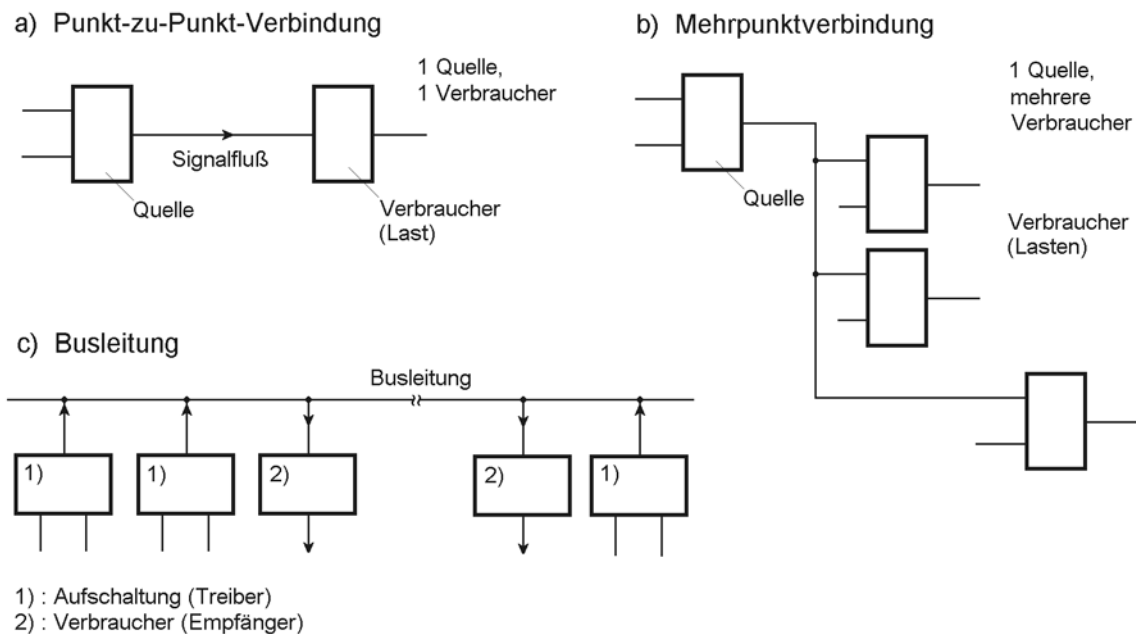 a) Punkt-zu-Punkt-Verbindung
1 Quelle,
1 Verbraucher
Signalfluß
Quelle
Verbraucher
(Last)
b) Mehrpunktverbindung
1 Quelle,
mehrere
Verbraucher
Quelle
Verbraucher
(Lasten)
c) Busleitung
Busleitung
1)
1)
2)
2)
1)
1) : Aufschaltung (Treiber)
2) : Verbraucher (Empfänger)